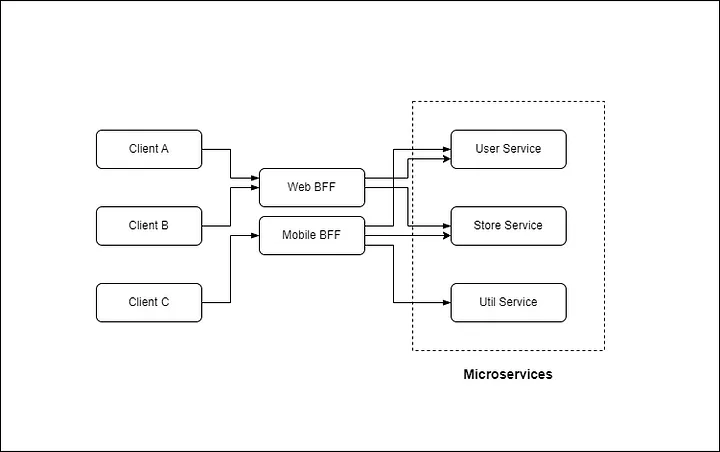 Client A
User Service
Web BFF
Client B
Store Service
Mobile BFF
Client C
Util Service
Microservices